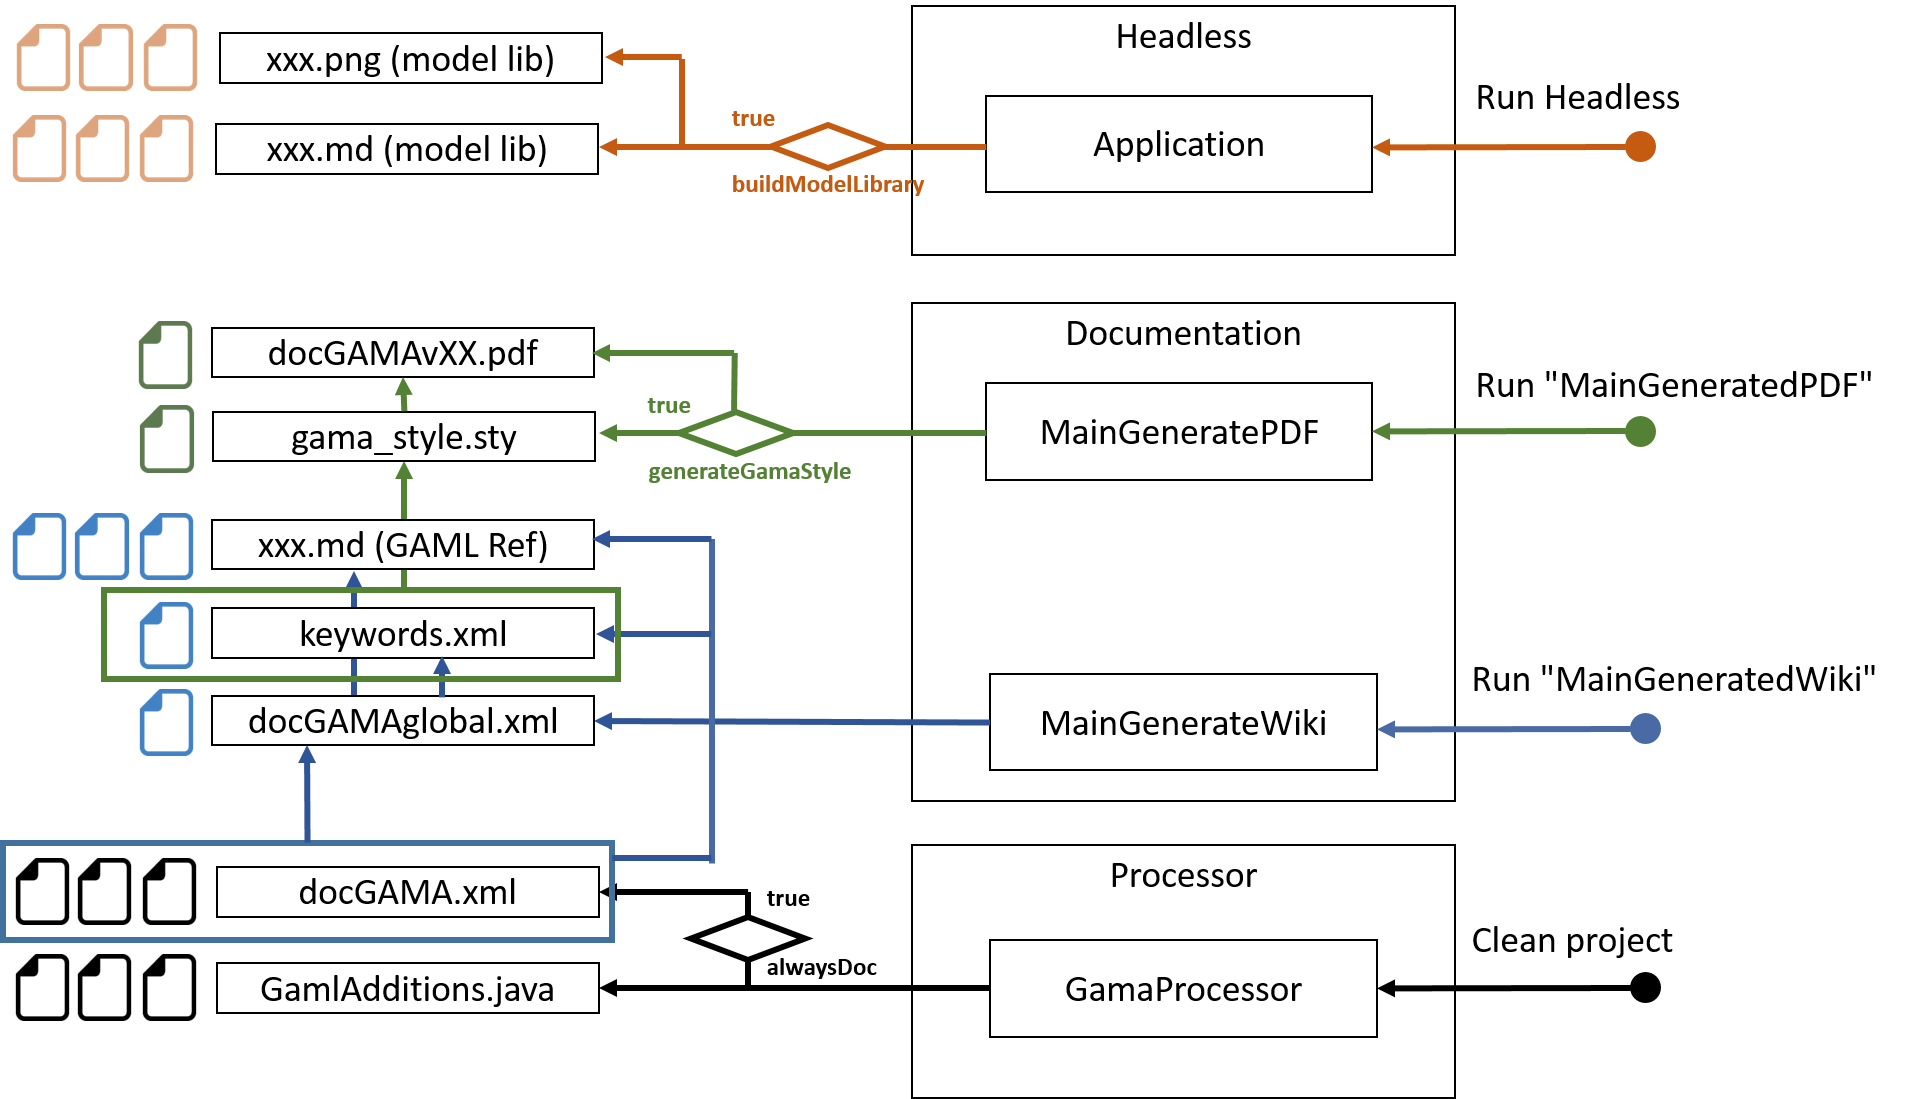 Headless
xxx.png (model lib)
Run Headless
true
Application
xxx.md (model lib)
buildModelLibrary
Documentation
docGAMAvXX.pdf
Run "MainGeneratedPDF"
true
MainGeneratePDF
gama_style.sty
generateGamaStyle
xxx.md (GAML Ref)
keywords.xml
Run "MainGeneratedWiki"
docGAMAglobal.xml
MainGenerateWiki
Processor
docGAMA.xml
true
Clean project
alwaysDoc
GamlAdditions.java
GamaProcessor